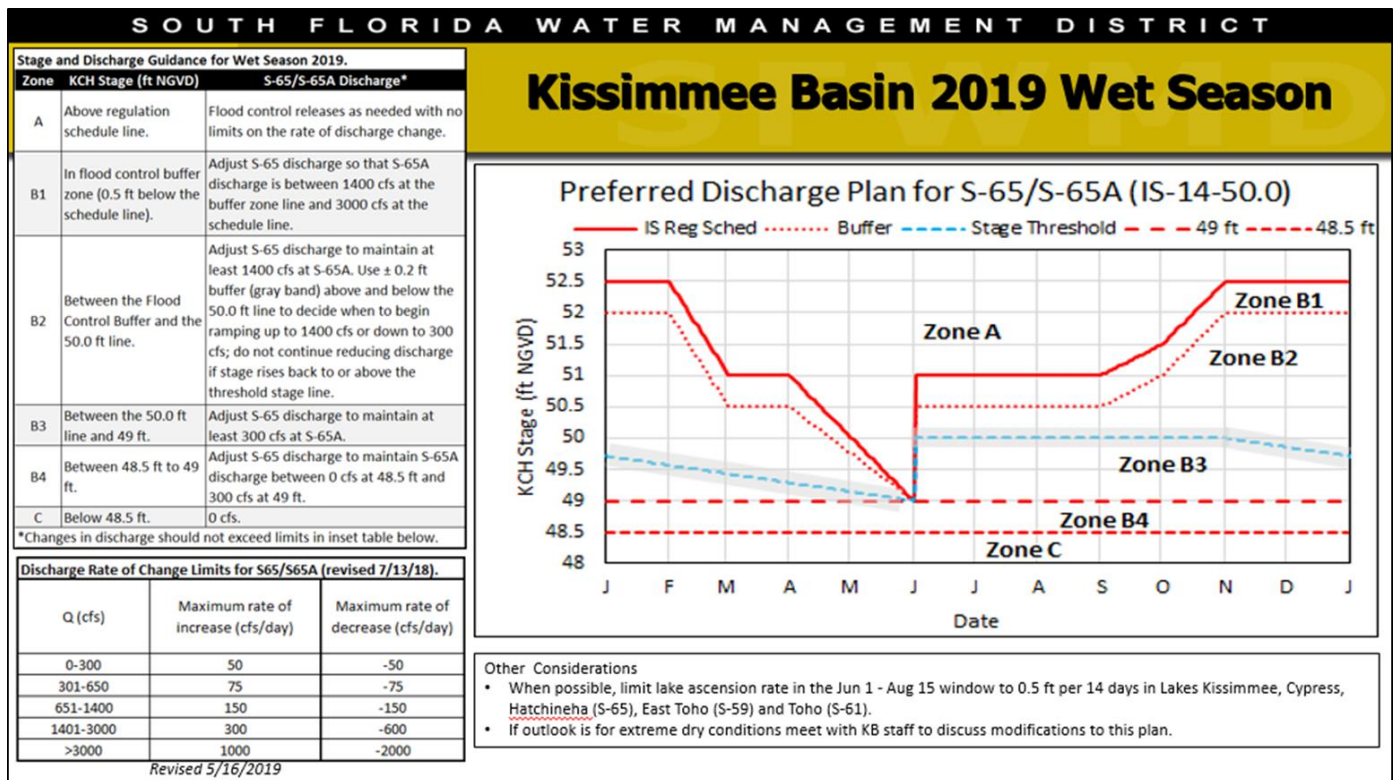 SOUTH FLORIDA WATER MANAGEMENT DISTRICT
Kissimmee Basin 2019 Wet Season
SFWMD
Stage and Discharge Guidance for Wet Season 2019.
Zone KCH Stage (ft NGVD) S-65/S-65A Discharge*
A
Above regulation
schedule line.
Flood control releases as needed with no
limits on the rate of discharge change.
B1
In flood control buffer
zone (0.5 ft below the
schedule line).
Adjust S-65 discharge so that S-65A
discharge is between 1400 cfs at the
buffer zone line and 3000 cfs at the
schedule line.
B2
Between the Flood
Control Buffer and the
50.0 ft line.
Adjust S-65 discharge to maintain at
least 1400 cfs at S-65A. Use ± 0.2 ft
buffer (gray band) above and below the
50.0 ft line to decide when to begin
ramping up to 1400 cfs or down to 300
cfs; do not continue reducing discharge
if stage rises back to or above the
threshold stage line.
B3
Between the 50.0 ft
line and 49 ft.
Adjust S-65 discharge to maintain at
least 300 cfs at S-65A.
B4
Between 48.5 ft to 49
ft.
Adjust S-65 discharge to maintain S-65A
discharge between 0 cfs at 48.5 ft and
300 cfs at 49 ft.
C Below 48.5 ft. 0 cfs.
*Changes in discharge should not exceed limits in inset table below.
Discharge Rate of Change Limits for S65/S65A (revised 7/13/18).
Q (cfs)
Maximum rate of
increase (cfs/day)
Maximum rate of
decrease (cfs/day)
0-300 50 -50
301-650 75 -75
651-1400 150 -150
1401-3000 300 -600
>3000 1000 -2000
Revised 5/16/2019
Preferred Discharge Plan for S-65/S-65A (IS-14-50.0)
IS Reg Sched Buffer Stage Threshold 49 ft 48.5 ft
KCH Stage (ft NGVD)
53
52.5
52
51.5
51
50.5
50
49.5
49
48.5
48
Zone B1
Zone A
Zone B2
Zone B3
Zone B4
Zone C
J F M A M J J A S O N D J
Date
Other Considerations
• When possible, limit lake ascension rate in the Jun 1 - Aug 15 window to 0.5 ft per 14 days in Lakes Kissimmee, Cypress,
Hatchineha (S-65), East Toho (S-59) and Toho (S-61).
• If outlook is for extreme dry conditions meet with KB staff to discuss modifications to this plan.